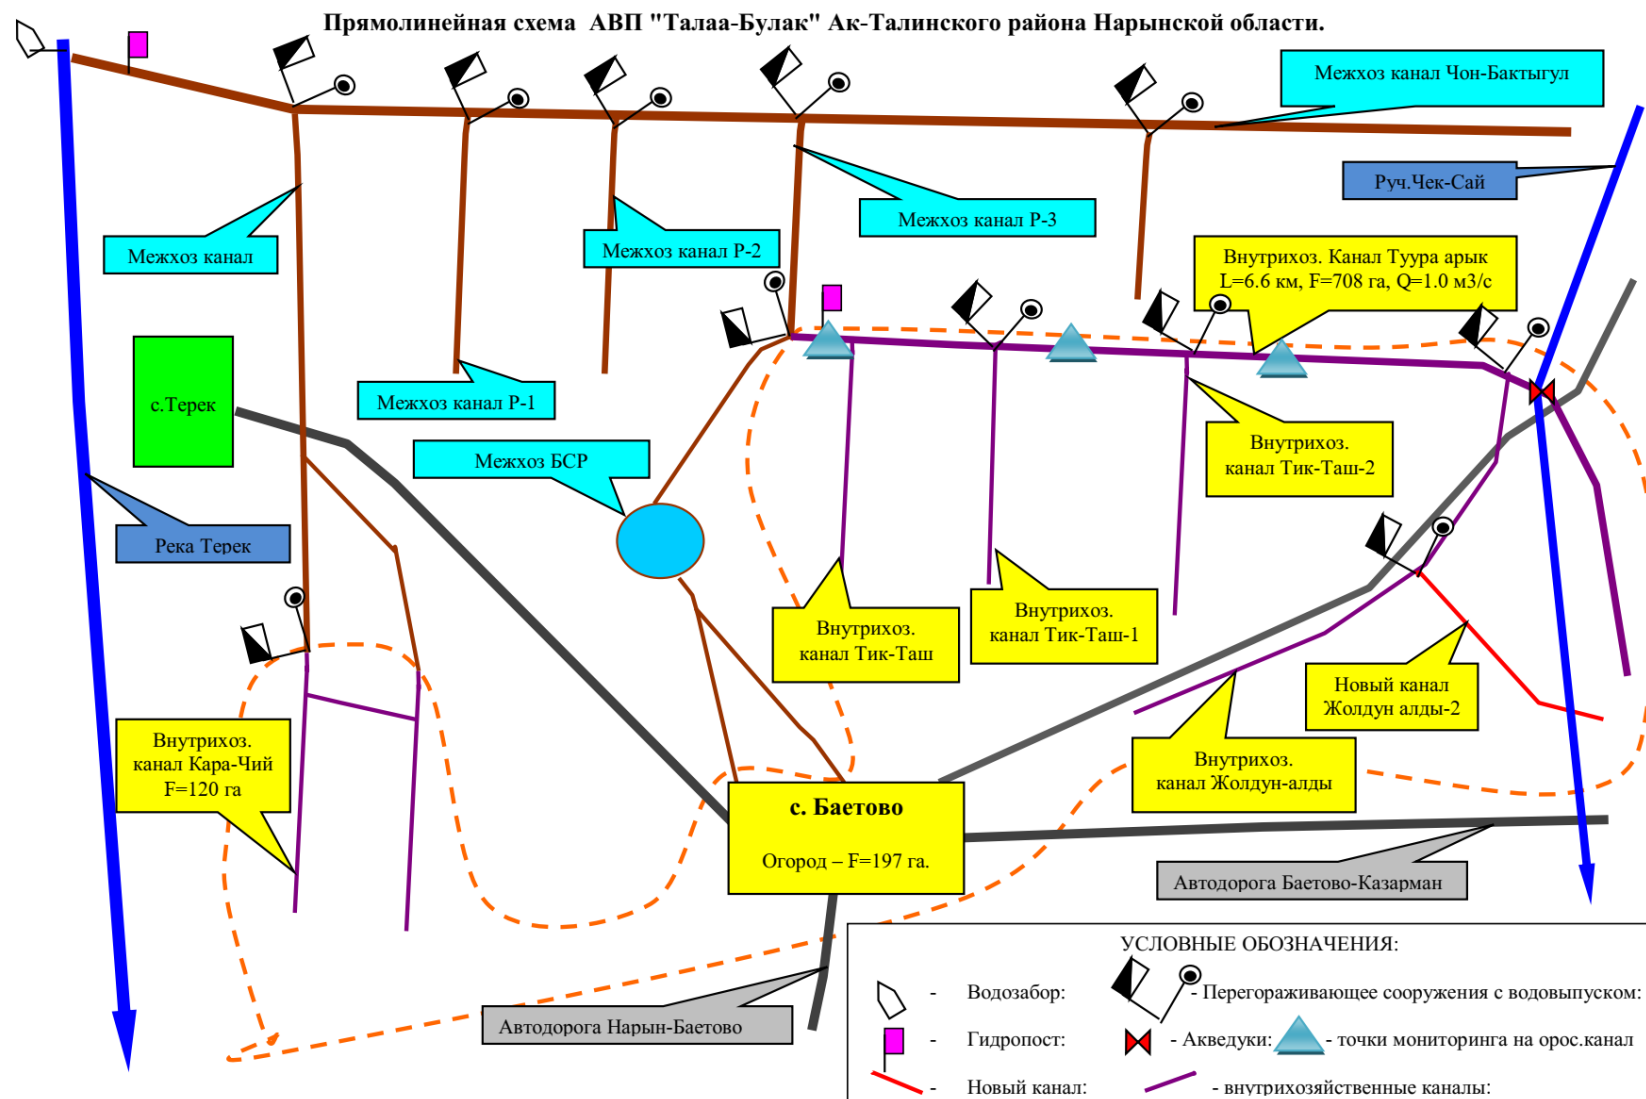 Прямолинейная схема АВП "Талаа-Булак" Ак-Талинского района Нарынской области.
Межхоз канал Чон-Бактыгул
Руч.Чек-Сай
Межхоз канал
Межхоз канал Р-2
Межхоз канал Р-3
Внутрихоз. Канал Туура арык
L=6.6 км, F=708 га, Q=1.0 м3/с
с.Терек
Межхоз канал Р-1
Межхоз БСР
Внутрихоз.
канал Тик-Таш-2
Река Терек
Внутрихоз.
канал Тик-Таш
Внутрихоз.
канал Тик-Таш-1
Новый канал
Жолдун алды-2
Внутрихоз.
канал Кара-Чий
F=120 га
Внутрихоз.
канал Жолдун-алды
с. Баетово
Огород – F=197 га.
Автодорога Баетово-Казарман
Автодорога Нарын-Баетово
УСЛОВНЫЕ ОБОЗНАЧЕНИЯ:
- Водозабор:
- Перегораживающее сооружения с водовыпуском:
- Гидропост:
- Акведуки:
- точки мониторинга на орос.канал
- Новый канал:
- внутрихозяйственные каналы: